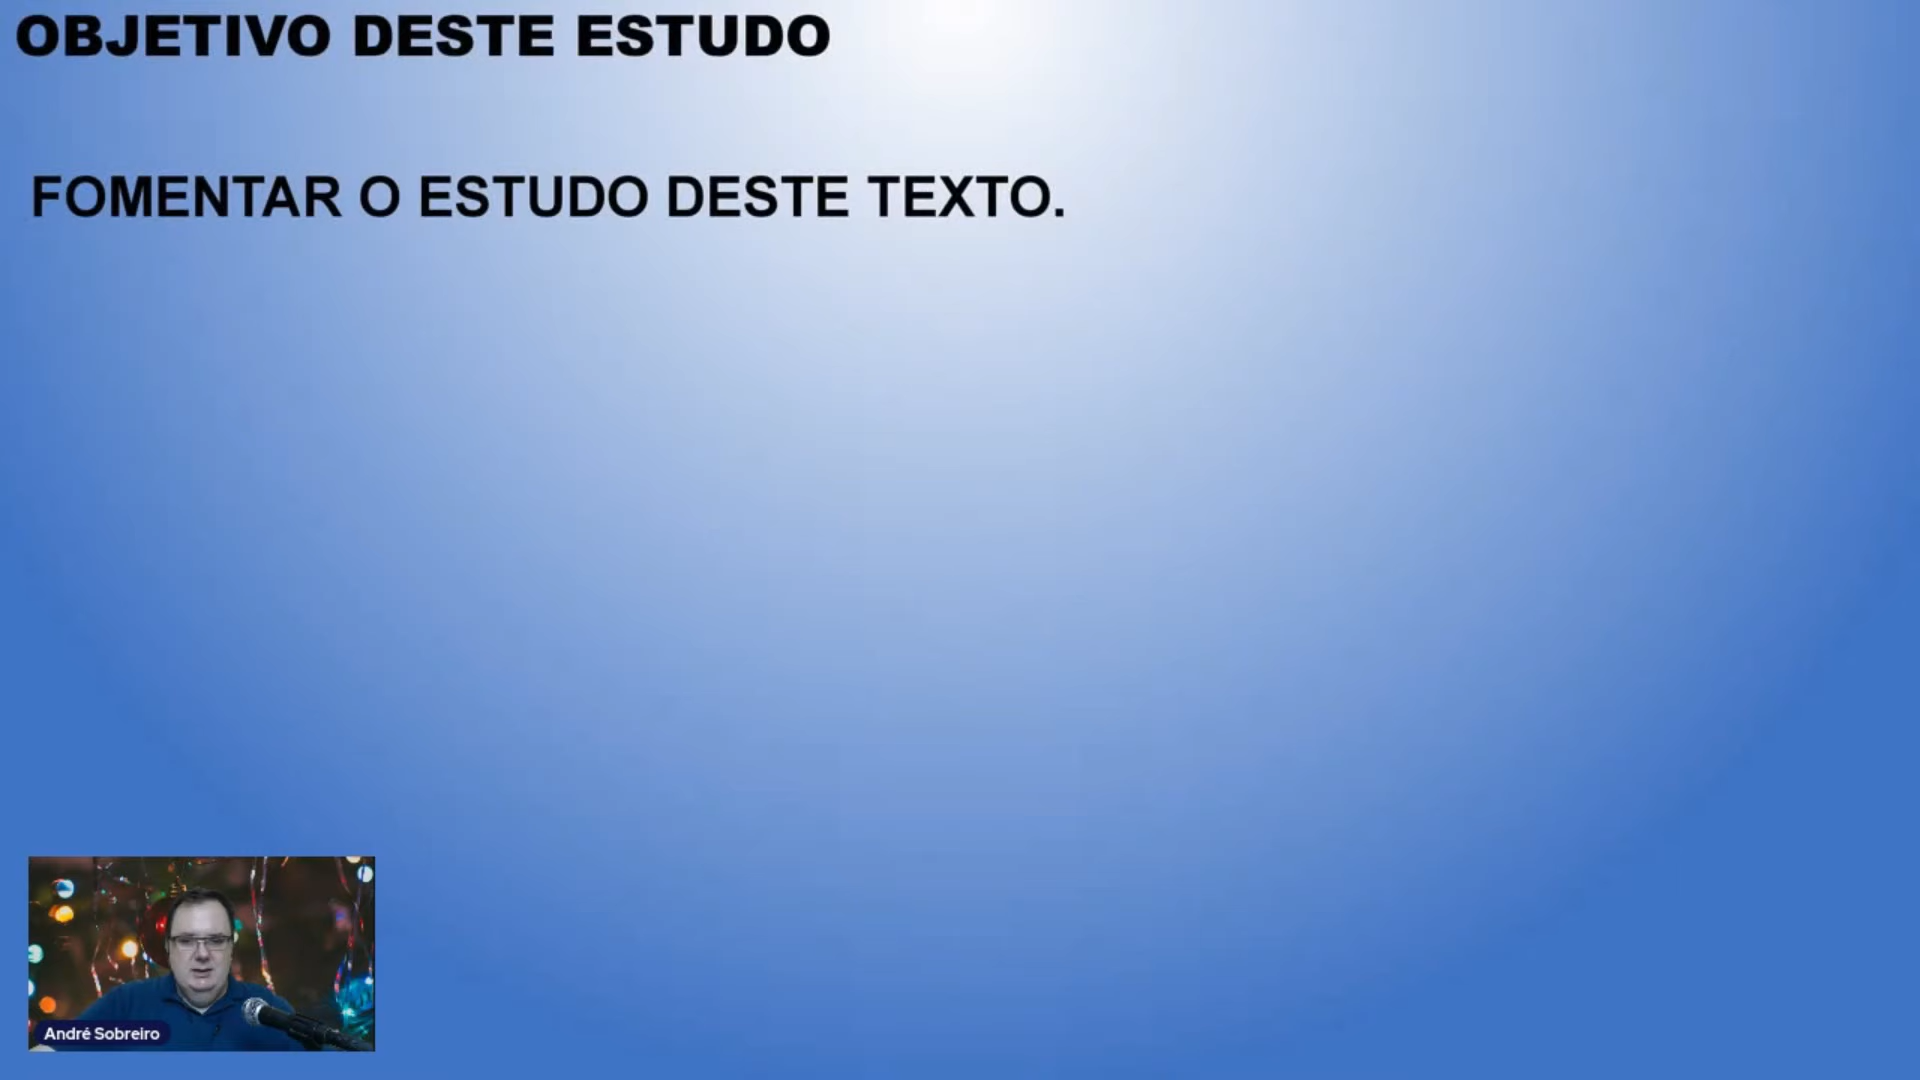 OBJETIVO DESTE ESTUDO
FOMENTAR O ESTUDO DESTE TEXTO.
André Sobreiro